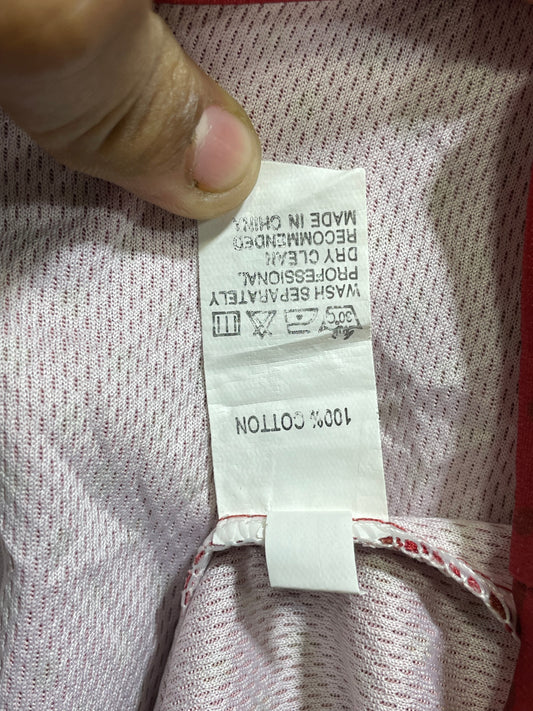 100% COTTON
30°C
WASH SEPARATELY
PROFESSIONAL
DRY CLEAN
RECOMMENDED
MADE IN CHINA